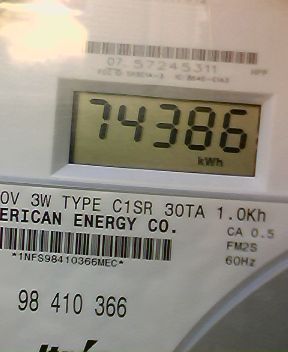 07 57245311
74386
kWh
0V 3W TYPE C1SR 30TA 1.0Kh
ERICAN ENERGY CO.
CA 0.5
FM2S
*1NFS98410366MEC*
60Hz
98 410 366